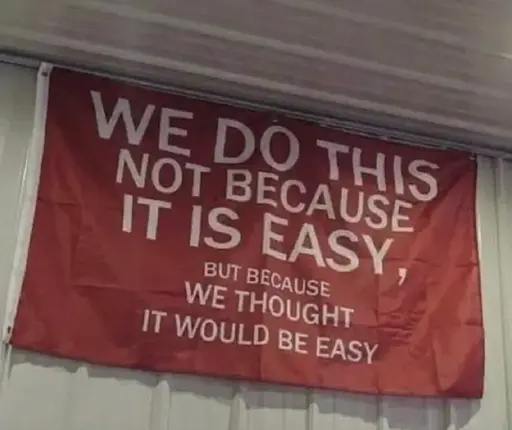 WE DO THIS
NOT BECAUSE
IT IS EASY,
BUT BECAUSE
WE THOUGHT
IT WOULD BE EASY